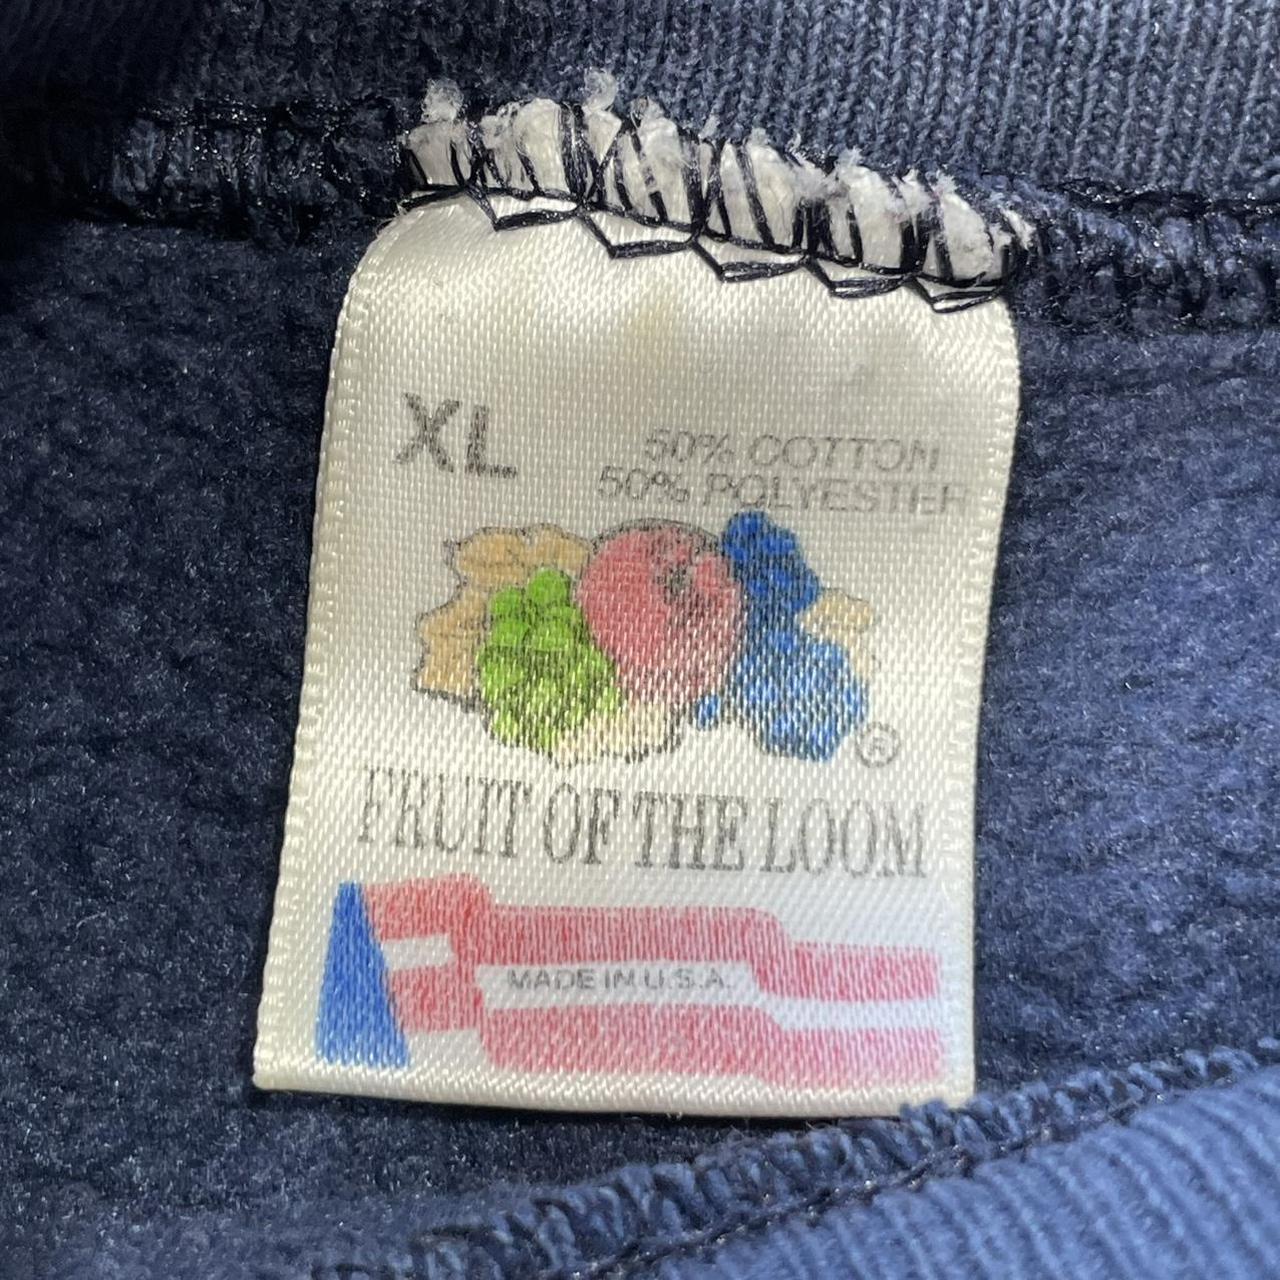 XL
50% COTTON
50% POLYESTER
®
FRUIT OF THE LOOM
MADE IN U.S.A.